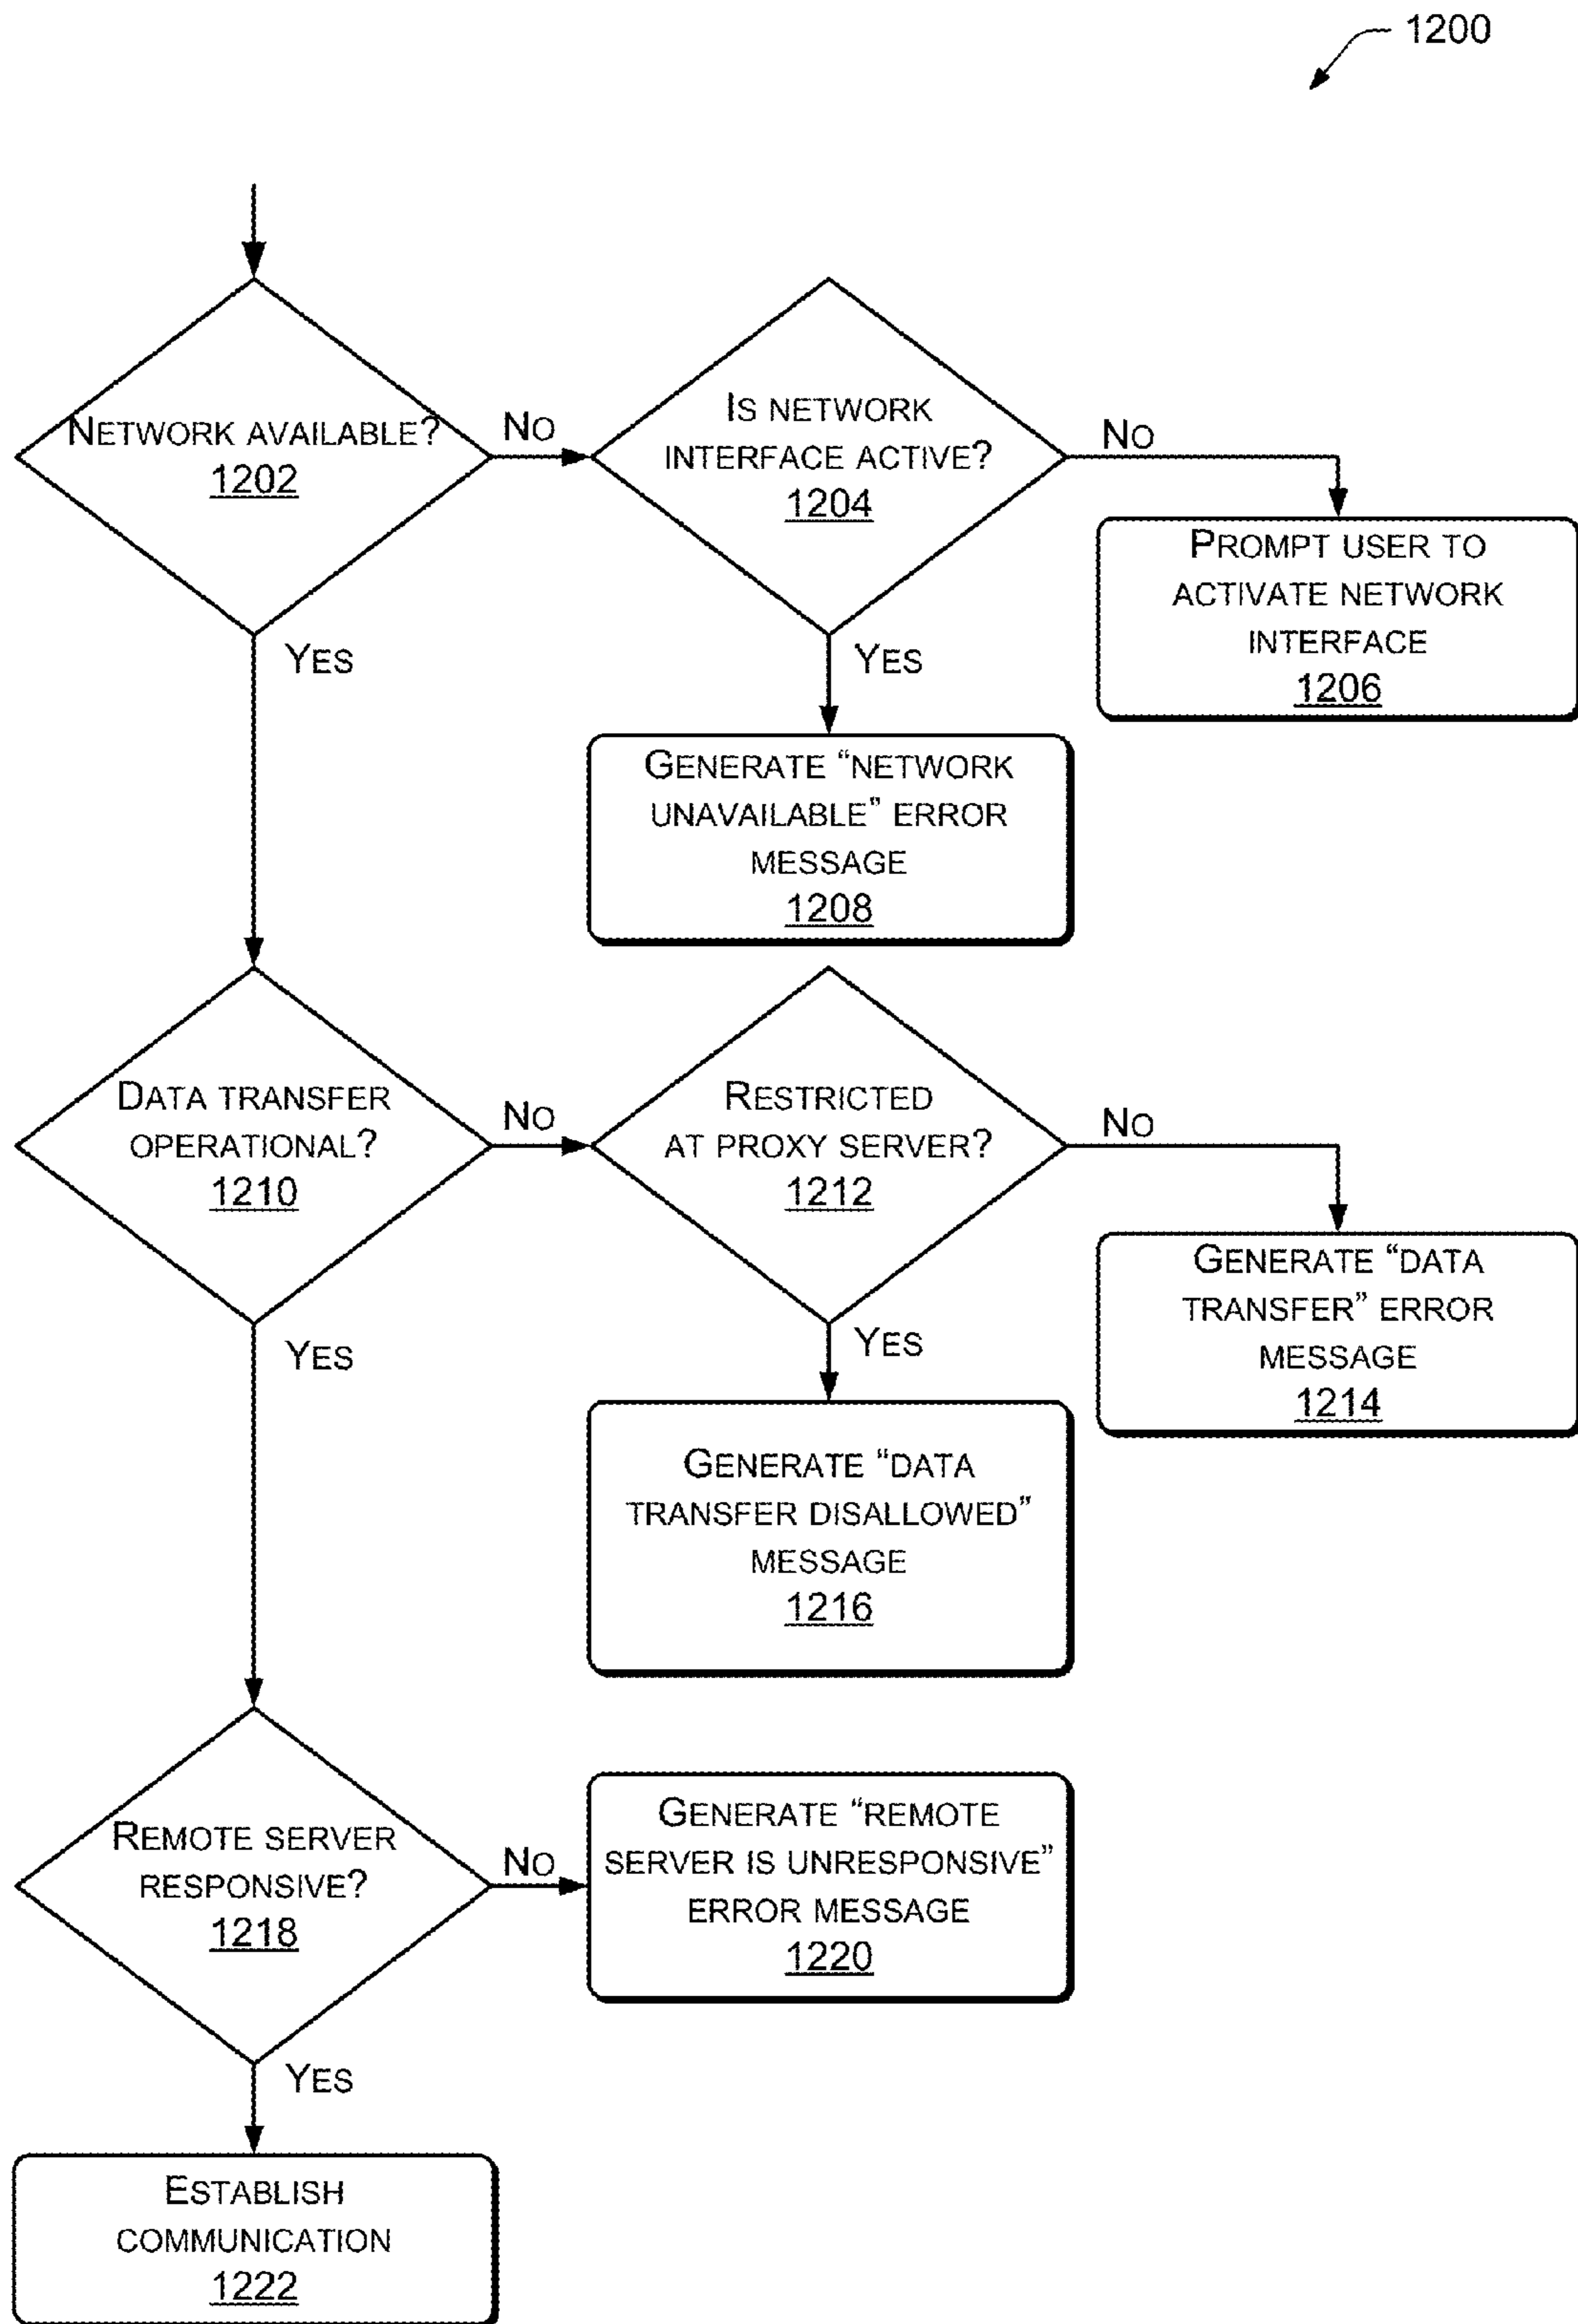 1200
NETWORK AVAILABLE?
1202
NO
IS NETWORK
INTERFACE ACTIVE?
1204
NO
PROMPT USER TO
ACTIVATE NETWORK
INTERFACE
1206
YES
YES
GENERATE “NETWORK
UNAVAILABLE” ERROR
MESSAGE
1208
DATA TRANSFER
OPERATIONAL?
1210
NO
RESTRICTED
AT PROXY SERVER?
1212
NO
GENERATE “DATA
TRANSFER” ERROR
MESSAGE
1214
YES
YES
GENERATE “DATA
TRANSFER DISALLOWED”
MESSAGE
1216
REMOTE SERVER
RESPONSIVE?
1218
NO
GENERATE “REMOTE
SERVER IS UNRESPONSIVE”
ERROR MESSAGE
1220
YES
ESTABLISH
COMMUNICATION
1222